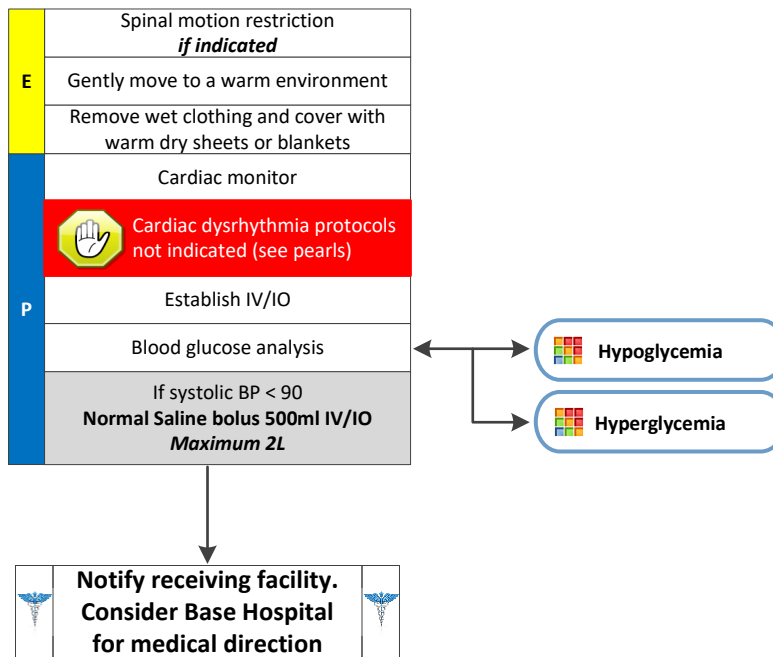 Spinal motion restriction
if indicated
E
Gently move to a warm environment
Remove wet clothing and cover with
warm dry sheets or blankets
Cardiac monitor
Cardiac dysrhythmia protocols
not indicated (see pearls)
P
Establish IV/IO
Blood glucose analysis
Hypoglycemia
Hyperglycemia
If systolic BP < 90
Normal Saline bolus 500ml IV/IO
Maximum 2L
Notify receiving facility.
Consider Base Hospital
for medical direction